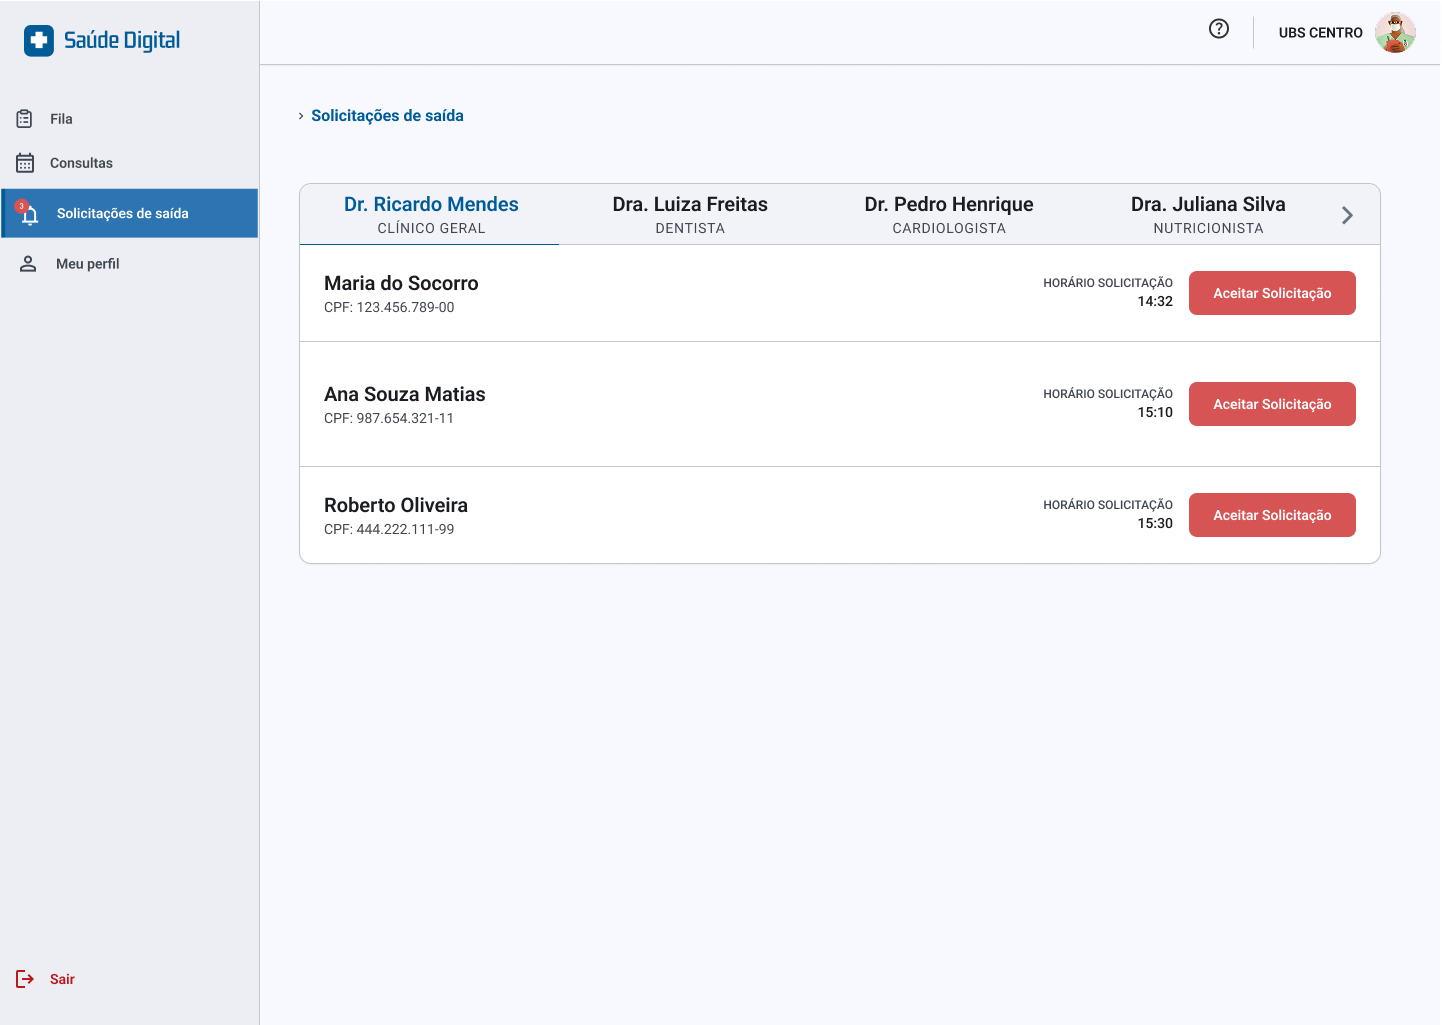 Saúde Digital
UBS CENTRO
Fila
Consultas
3
Solicitações de saída
Meu perfil
Sair
› Solicitações de saída
Dr. Ricardo Mendes
CLÍNICO GERAL
Dra. Luiza Freitas
DENTISTA
Dr. Pedro Henrique
CARDIOLOGISTA
Dra. Juliana Silva
NUTRICIONISTA
Maria do Socorro
CPF: 123.456.789-00
HORÁRIO SOLICITAÇÃO
14:32
Aceitar Solicitação
Ana Souza Matias
CPF: 987.654.321-11
HORÁRIO SOLICITAÇÃO
15:10
Aceitar Solicitação
Roberto Oliveira
CPF: 444.222.111-99
HORÁRIO SOLICITAÇÃO
15:30
Aceitar Solicitação